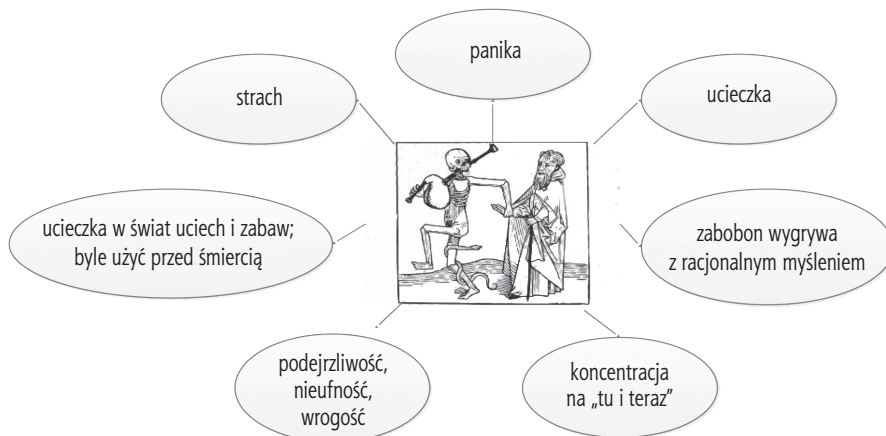 panika
strach
ucieczka
ucieczka w świat uciech i zabaw;
byle użyć przed śmiercią
zabobon wygrywa
z racjonalnym myśleniem
podejrzliwość,
nieufność,
wrogość
koncentracja
na „tu i teraz”